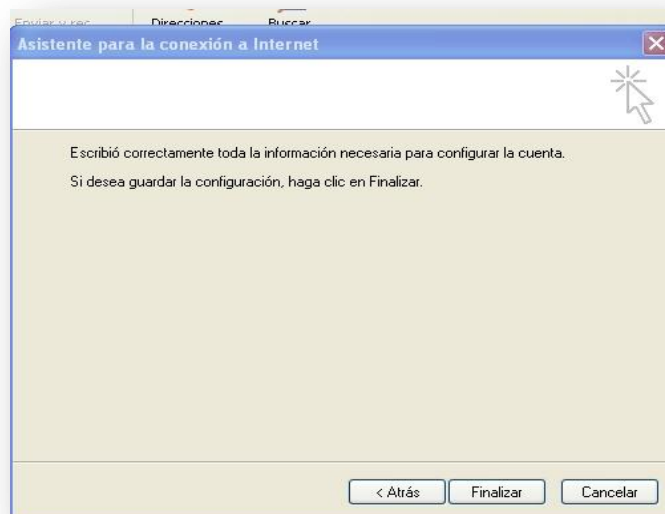 Enviar y rec... Direcciones Buscar
Asistente para la conexión a Internet
Escribió correctamente toda la información necesaria para configurar la cuenta.
Si desea guardar la configuración, haga clic en Finalizar.
< Atrás Finalizar Cancelar